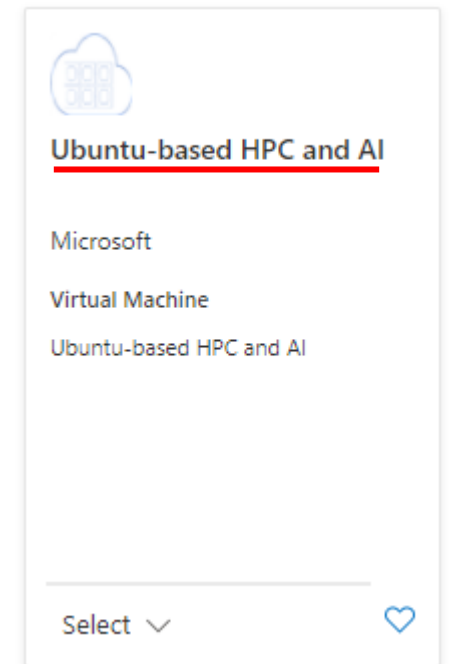 Ubuntu-based HPC and AI
Microsoft
Virtual Machine
Ubuntu-based HPC and AI
Select